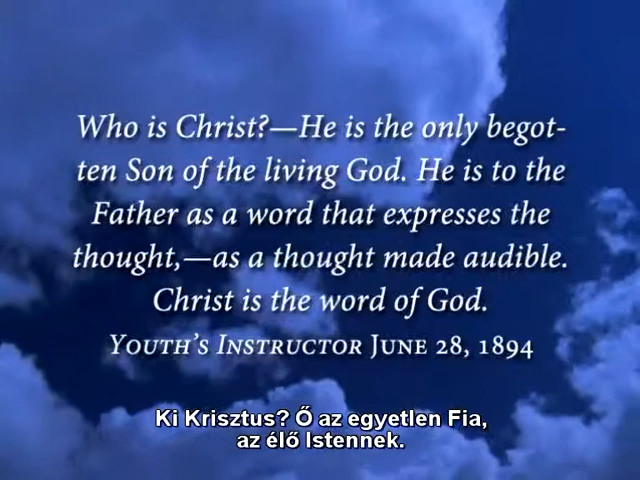 Who is Christ?—He is the only begot-
ten Son of the living God. He is to the
Father as a word that expresses the
thought,—as a thought made audible.
Christ is the word of God.
Youth's Instructor June 28, 1894
Ki Krisztus? Ő az egyetlen Fia,
az élő Istennek.